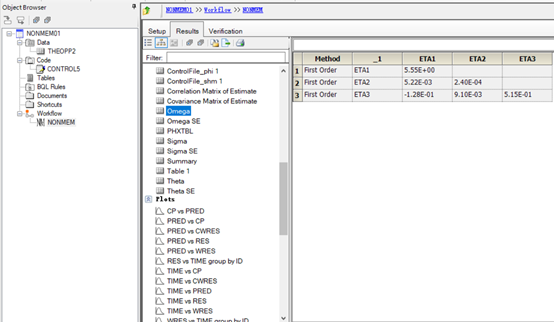 Object Browser
NONMEM01
Data
THEOPP2
Code
CONTROL5
Tables
BQL Rules
Documents
Shortcuts
Workflow
NONMEM
NONMEM01 >> Workflow >> NONMEM
Setup Results Verification
Filter:
ControlFile_phi 1
ControlFile_shm 1
Correlation Matrix of Estimate
Covariance Matrix of Estimate
Omega
Omega SE
PHXTBL
Sigma
Sigma SE
Summary
Table 1
Theta
Theta SE
Plots
CP vs PRED
PRED vs CP
PRED vs CWRES
PRED vs RES
PRED vs WRES
RES vs TIME group by ID
TIME vs CP
TIME vs CWRES
TIME vs PRED
TIME vs RES
TIME vs WRES
WRES vs TIME group by ID
Method _1 ETA1 ETA2 ETA3
1 First Order ETA1 5.55E+00
2 First Order ETA2 5.22E-03 2.40E-04
3 First Order ETA3 -1.28E-01 9.10E-03 5.15E-01